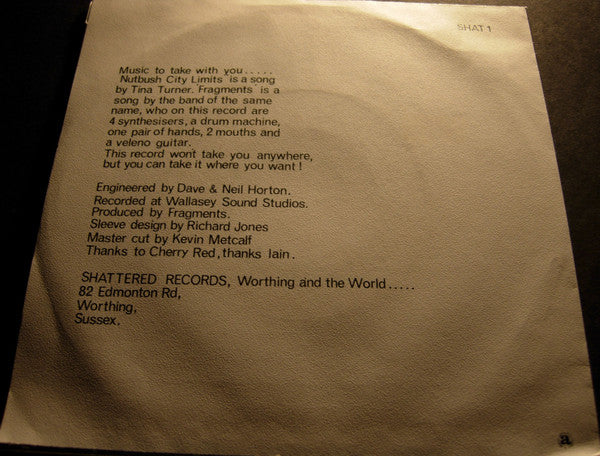 SHAT 1
Music to take with you.....
Nutbush City Limits is a song
by Tina Turner. Fragments is a
song by the band of the same
name, who on this record are
4 synthesisers, a drum machine,
one pair of hands, 2 mouths and
a veleno guitar.
This record wont take you anywhere,
but you can take it where you want!
Engineered by Dave & Neil Horton.
Recorded at Wallasey Sound Studios.
Produced by Fragments.
Sleeve design by Richard Jones
Master cut by Kevin Metcalf
Thanks to Cherry Red, thanks Iain.
SHATTERED RECORDS, Worthing and the World.....
82 Edmonton Rd,
Worthing,
Sussex.
a